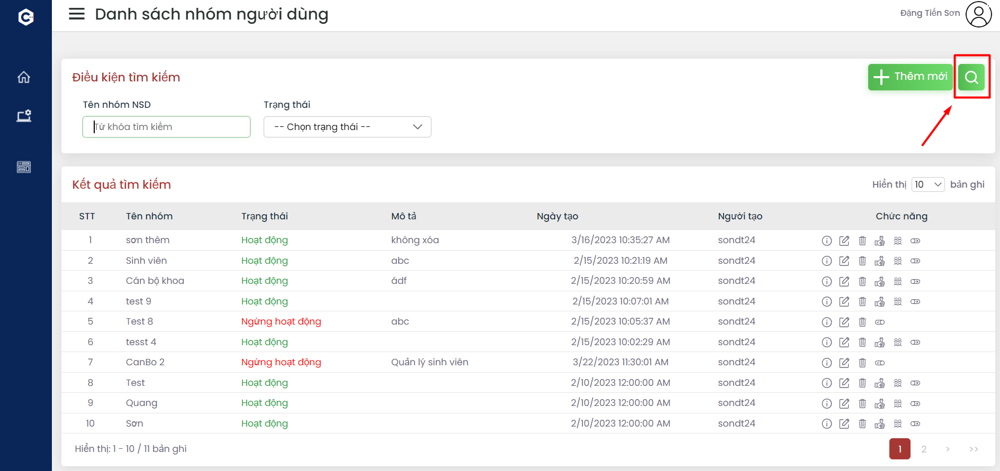 C++
Danh sách nhóm người dùng
Đặng Tiến Sơn
Điều kiện tìm kiếm
Thêm mới
Tên nhóm NSD
Trạng thái
Từ khóa tìm kiếm
-- Chọn trạng thái --
Kết quả tìm kiếm
Hiển thị 10 bản ghi
STT Tên nhóm Trạng thái Mô tả Ngày tạo Người tạo Chức năng
1 sơn thêm Hoạt động không xóa 3/16/2023 10:35:27 AM sondt24
2 Sinh viên Hoạt động abc 2/15/2023 10:21:19 AM sondt24
3 Cán bộ khoa Hoạt động ádf 2/15/2023 10:20:59 AM sondt24
4 test 9 Hoạt động 2/15/2023 10:07:01 AM sondt24
5 Test 8 Ngừng hoạt động abc 2/15/2023 10:05:37 AM sondt24
6 tesst 4 Hoạt động 2/15/2023 10:02:29 AM sondt24
7 CanBo 2 Ngừng hoạt động Quản lý sinh viên 3/22/2023 11:30:01 AM sondt24
8 Test Hoạt động 2/10/2023 12:00:00 AM sondt24
9 Quang Hoạt động 2/10/2023 12:00:00 AM sondt24
10 Sơn Hoạt động 2/10/2023 12:00:00 AM sondt24
Hiển thị: 1 - 10 / 11 bản ghi
1 2 > >>